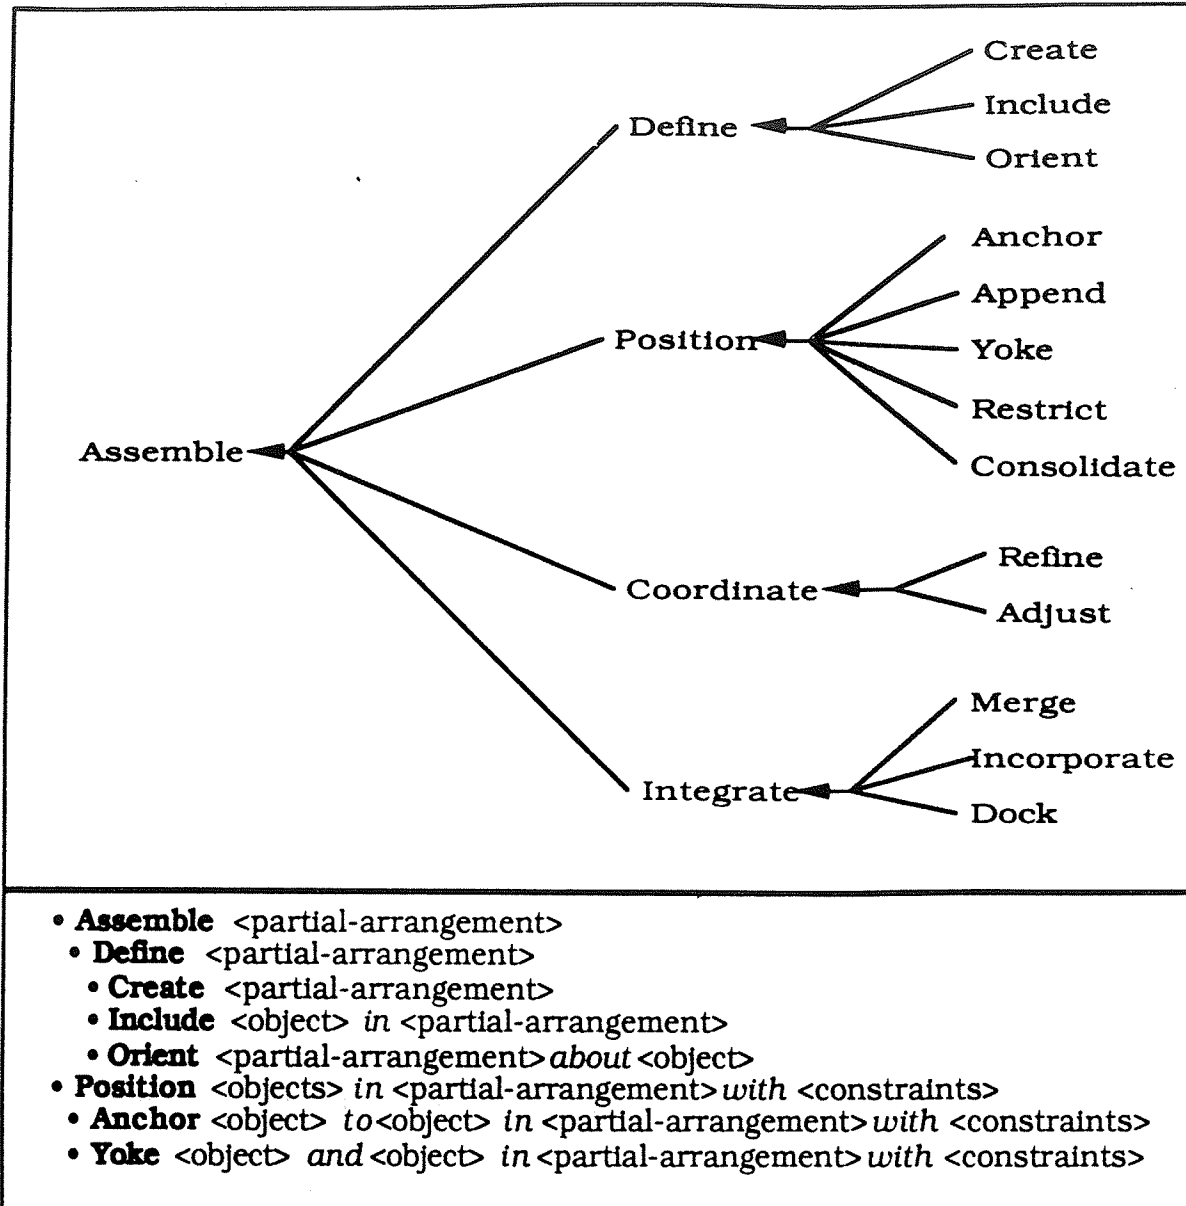 Create
Include
Define
Orient
Anchor
Append
Position
Yoke
Restrict
Assemble
Consolidate
Refine
Coordinate
Adjust
Merge
Incorporate
Integrate
Dock
• Assemble <partial-arrangement>
• Define <partial-arrangement>
• Create <partial-arrangement>
• Include <object> in <partial-arrangement>
• Orient <partial-arrangement> about <object>
• Position <objects> in <partial-arrangement> with <constraints>
• Anchor <object> to <object> in <partial-arrangement> with <constraints>
• Yoke <object> and <object> in <partial-arrangement> with <constraints>